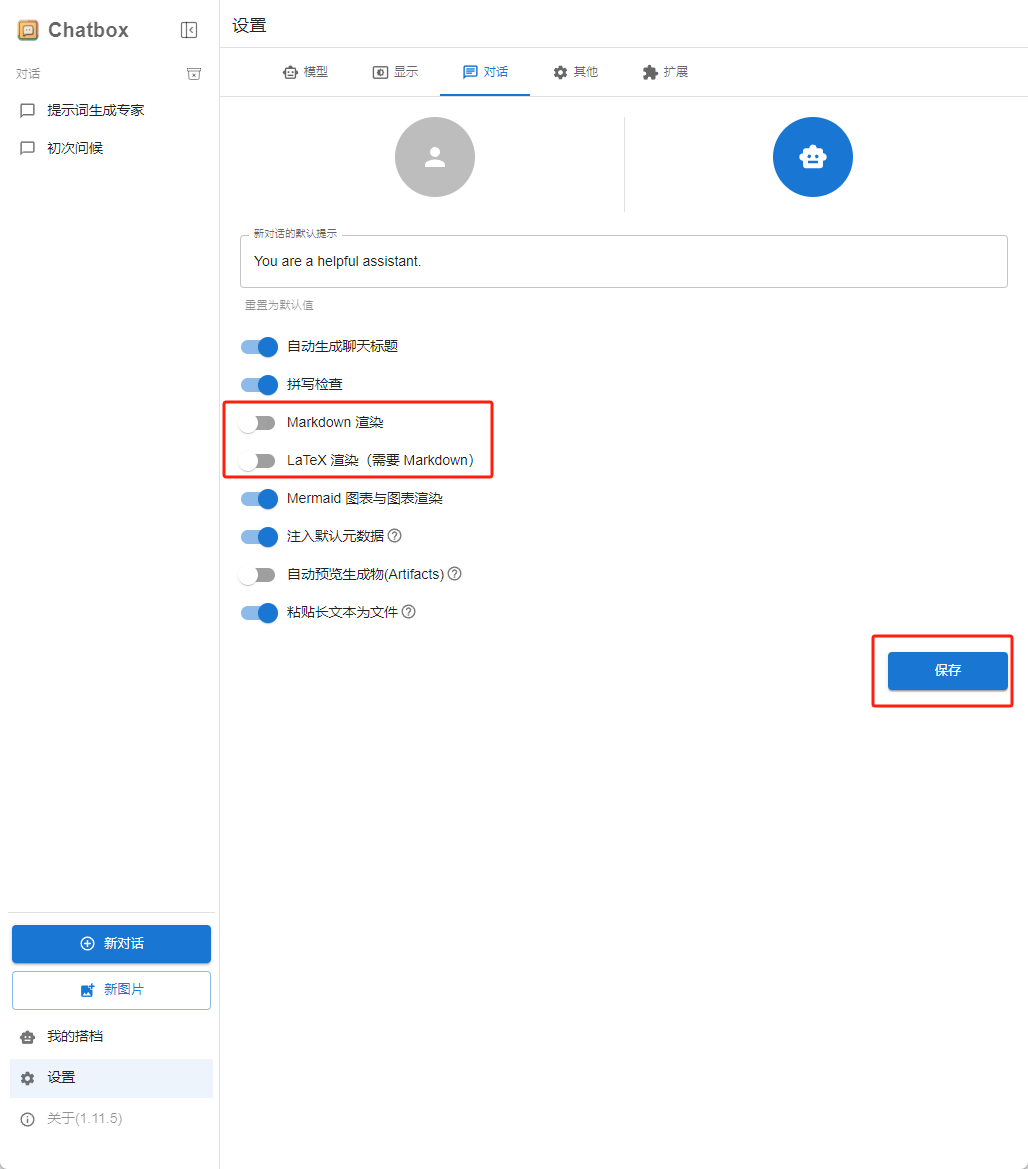 Chatbox
对话
提示词生成专家
初次问候
新对话
新图片
我的搭档
设置
关于(1.11.5)
设置
模型
显示
对话
其他
扩展
新对话的默认提示
You are a helpful assistant.
重置为默认值
自动生成聊天标题
拼写检查
Markdown 渲染
LaTeX 渲染（需要 Markdown）
Mermaid 图表与图表渲染
注入默认元数据
自动预览生成物(Artifacts)
粘贴长文本为文件
保存